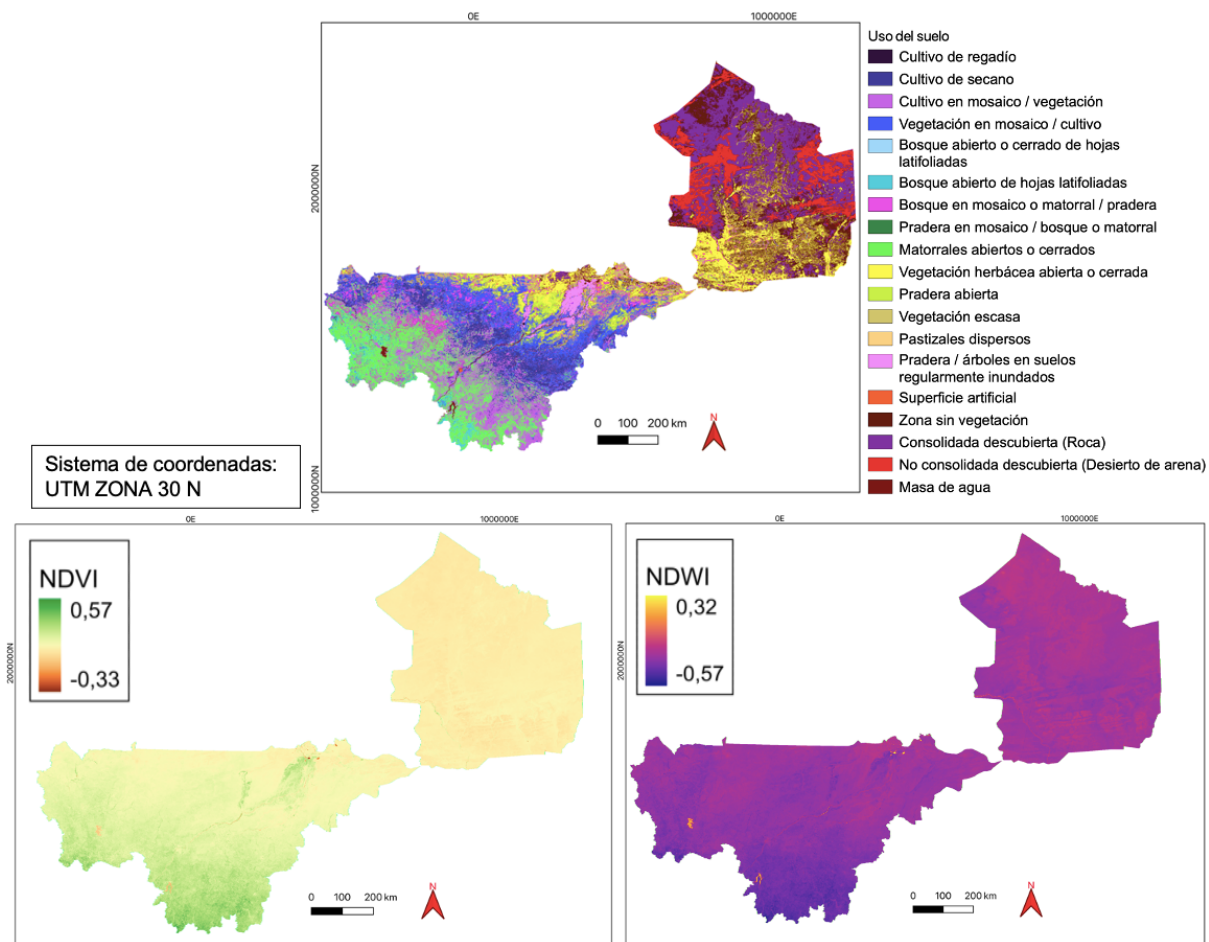 0E
1000000E
2000000N
1000000N
0 100 200 km
N
Uso del suelo
Cultivo de regadío
Cultivo de secano
Cultivo en mosaico / vegetación
Vegetación en mosaico / cultivo
Bosque abierto o cerrado de hojas
latifoliadas
Bosque abierto de hojas latifoliadas
Bosque en mosaico o matorral / pradera
Pradera en mosaico / bosque o matorral
Matorrales abiertos o cerrados
Vegetación herbácea abierta o cerrada
Pradera abierta
Vegetación escasa
Pastizales dispersos
Pradera / árboles en suelos
regularmente inundados
Superficie artificial
Zona sin vegetación
Consolidada descubierta (Roca)
No consolidada descubierta (Desierto de arena)
Masa de agua
Sistema de coordenadas:
UTM ZONA 30 N
0E
1000000E
2000000N
NDVI
0,57
-0,33
0 100 200 km
N
0E
1000000E
2000000N
NDWI
0,32
-0,57
0 100 200 km
N